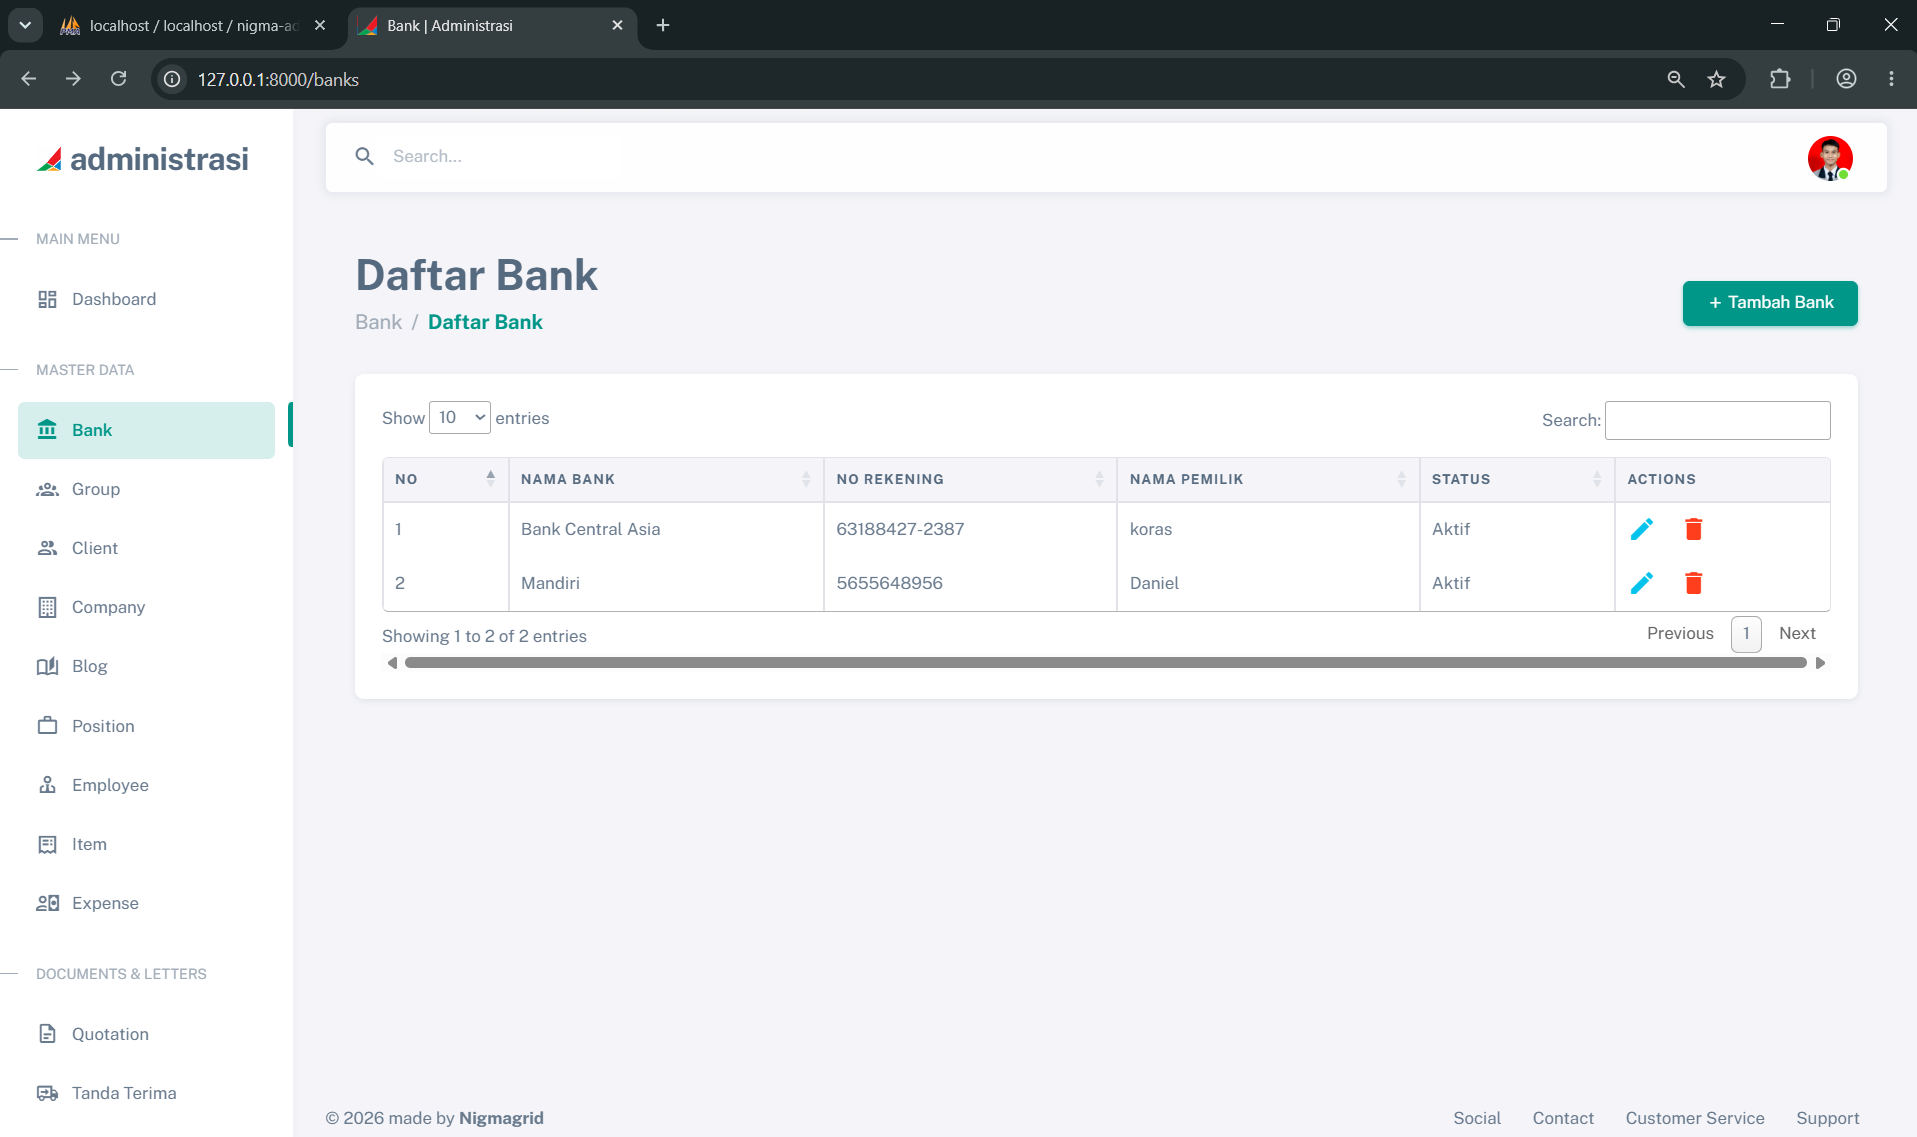 localhost / localhost / nigma-ad
Bank | Administrasi
127.0.0.1:8000/banks
administrasi
Search...
MAIN MENU
Dashboard
MASTER DATA
Bank
Group
Client
Company
Blog
Position
Employee
Item
Expense
DOCUMENTS & LETTERS
Quotation
Tanda Terima
Daftar Bank
Bank / Daftar Bank
+ Tambah Bank
Show 10 entries
Search:
NO NAMA BANK NO REKENING NAMA PEMILIK STATUS ACTIONS
1 Bank Central Asia 63188427-2387 koras Aktif
2 Mandiri 5655648956 Daniel Aktif
Showing 1 to 2 of 2 entries
Previous 1 Next
© 2026 made by Nigmagrid
Social Contact Customer Service Support